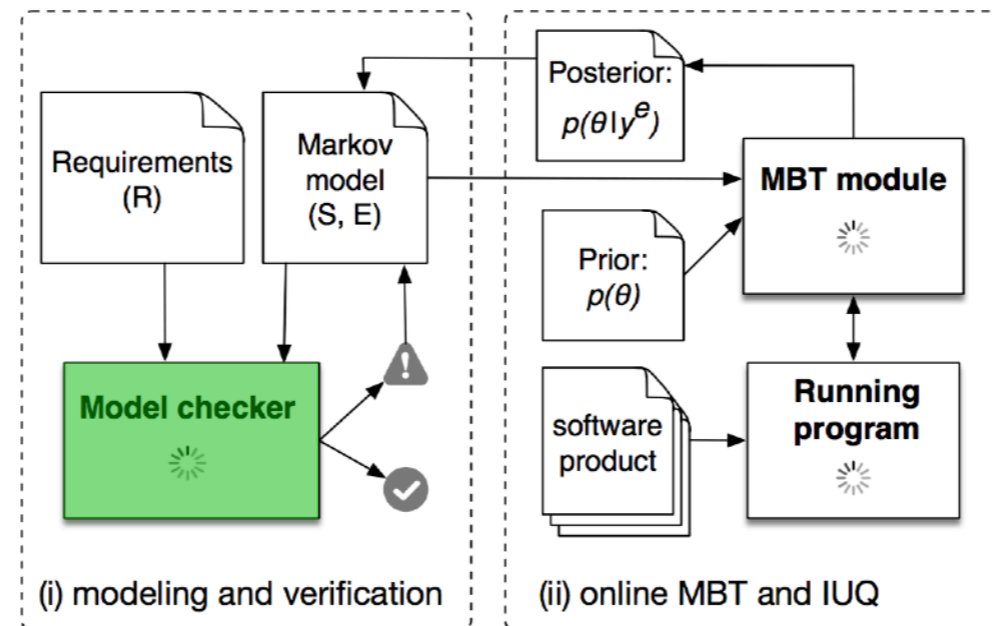 Requirements
(R)
Markov
model
(S, E)
Model checker
(i) modeling and verification
Posterior:
p(θ|yᵉ)
MBT module
Prior:
p(θ)
software
product
Running
program
(ii) online MBT and IUQ